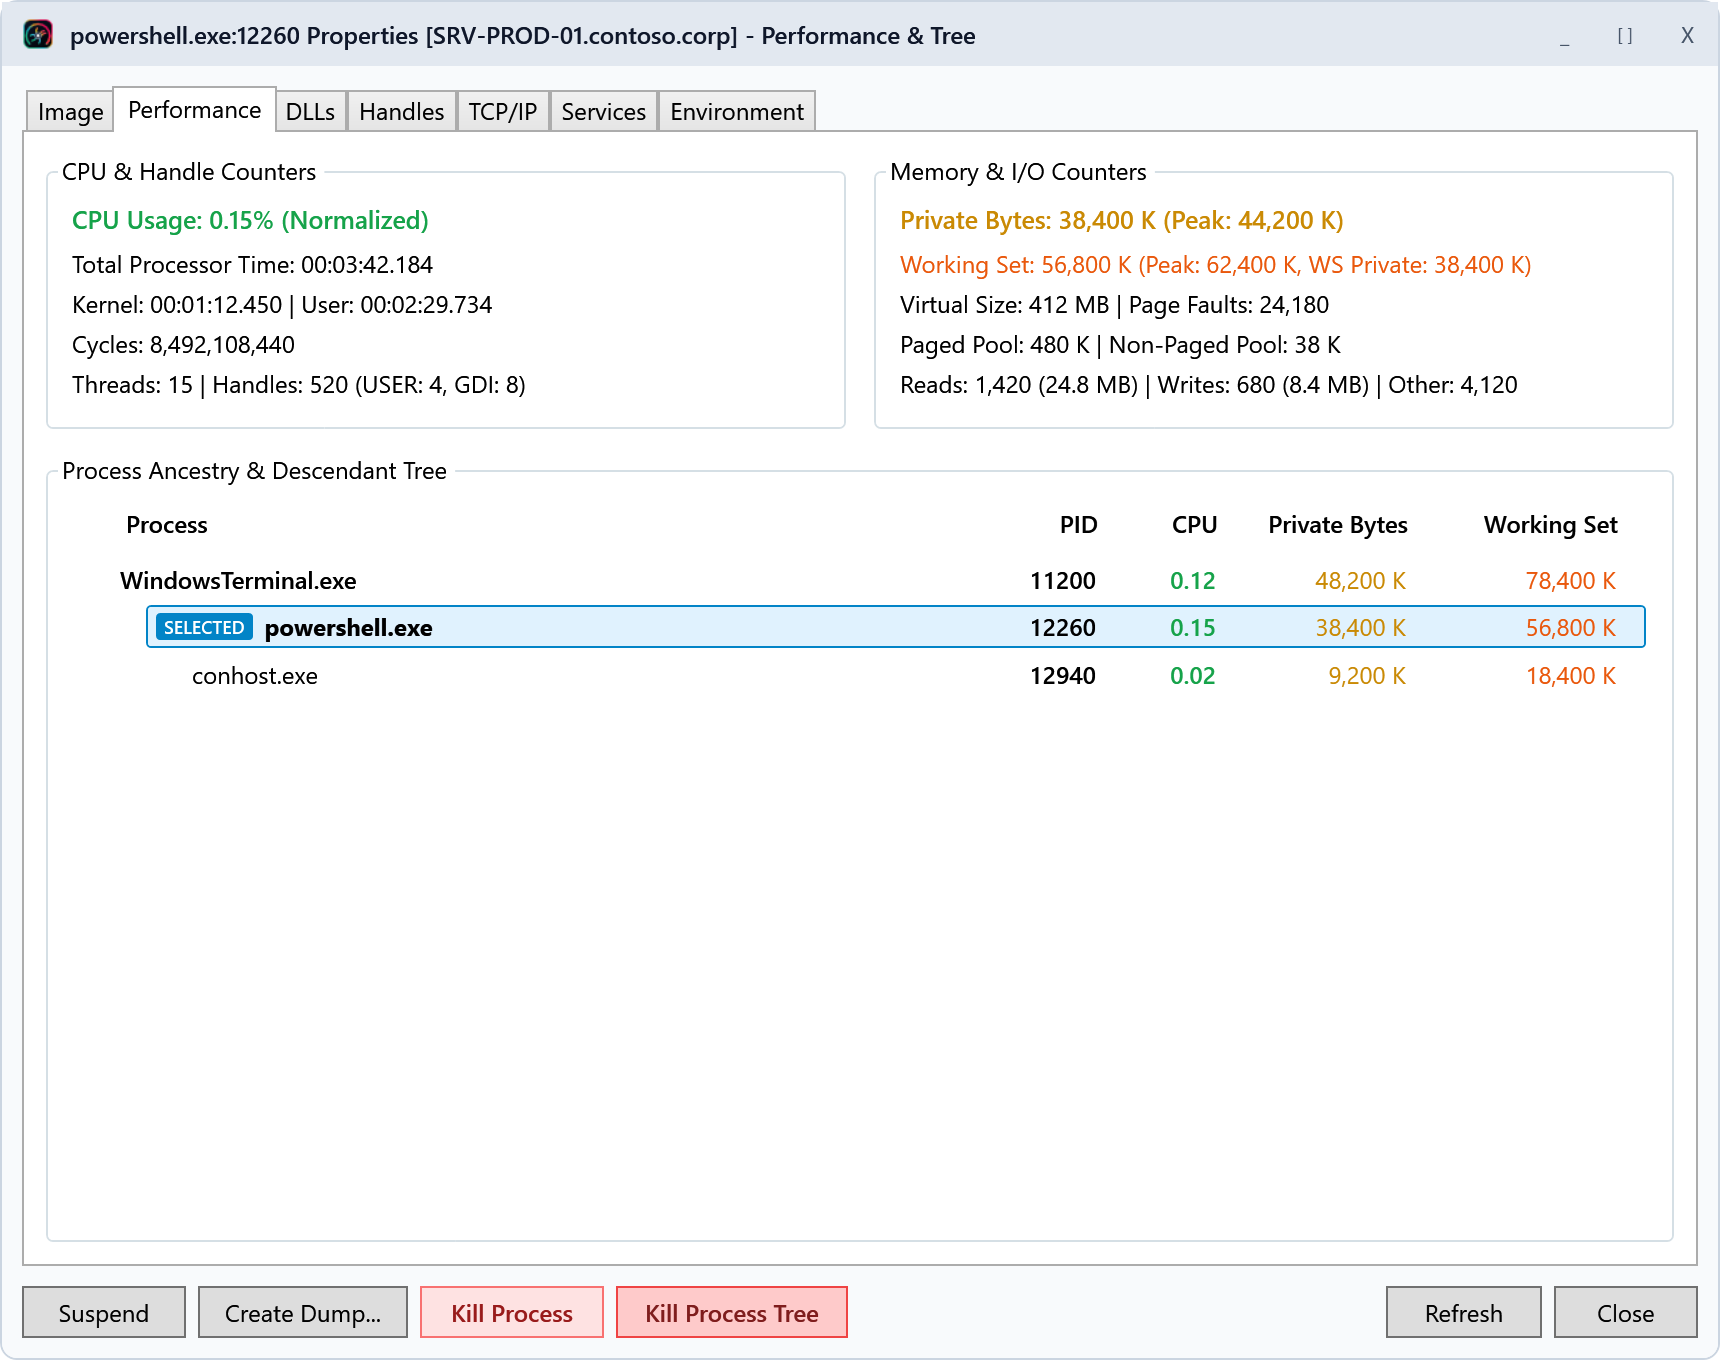 powershell.exe:12260 Properties [SRV-PROD-01.contoso.corp] - Performance & Tree _ [] X
Image Performance DLLs Handles TCP/IP Services Environment
CPU & Handle Counters
CPU Usage: 0.15% (Normalized)
Total Processor Time: 00:03:42.184
Kernel: 00:01:12.450 | User: 00:02:29.734
Cycles: 8,492,108,440
Threads: 15 | Handles: 520 (USER: 4, GDI: 8)
Memory & I/O Counters
Private Bytes: 38,400 K (Peak: 44,200 K)
Working Set: 56,800 K (Peak: 62,400 K, WS Private: 38,400 K)
Virtual Size: 412 MB | Page Faults: 24,180
Paged Pool: 480 K | Non-Paged Pool: 38 K
Reads: 1,420 (24.8 MB) | Writes: 680 (8.4 MB) | Other: 4,120
Process Ancestry & Descendant Tree
Process PID CPU Private Bytes Working Set
WindowsTerminal.exe 11200 0.12 48,200 K 78,400 K
SELECTED powershell.exe 12260 0.15 38,400 K 56,800 K
conhost.exe 12940 0.02 9,200 K 18,400 K
Suspend Create Dump... Kill Process Kill Process Tree Refresh Close